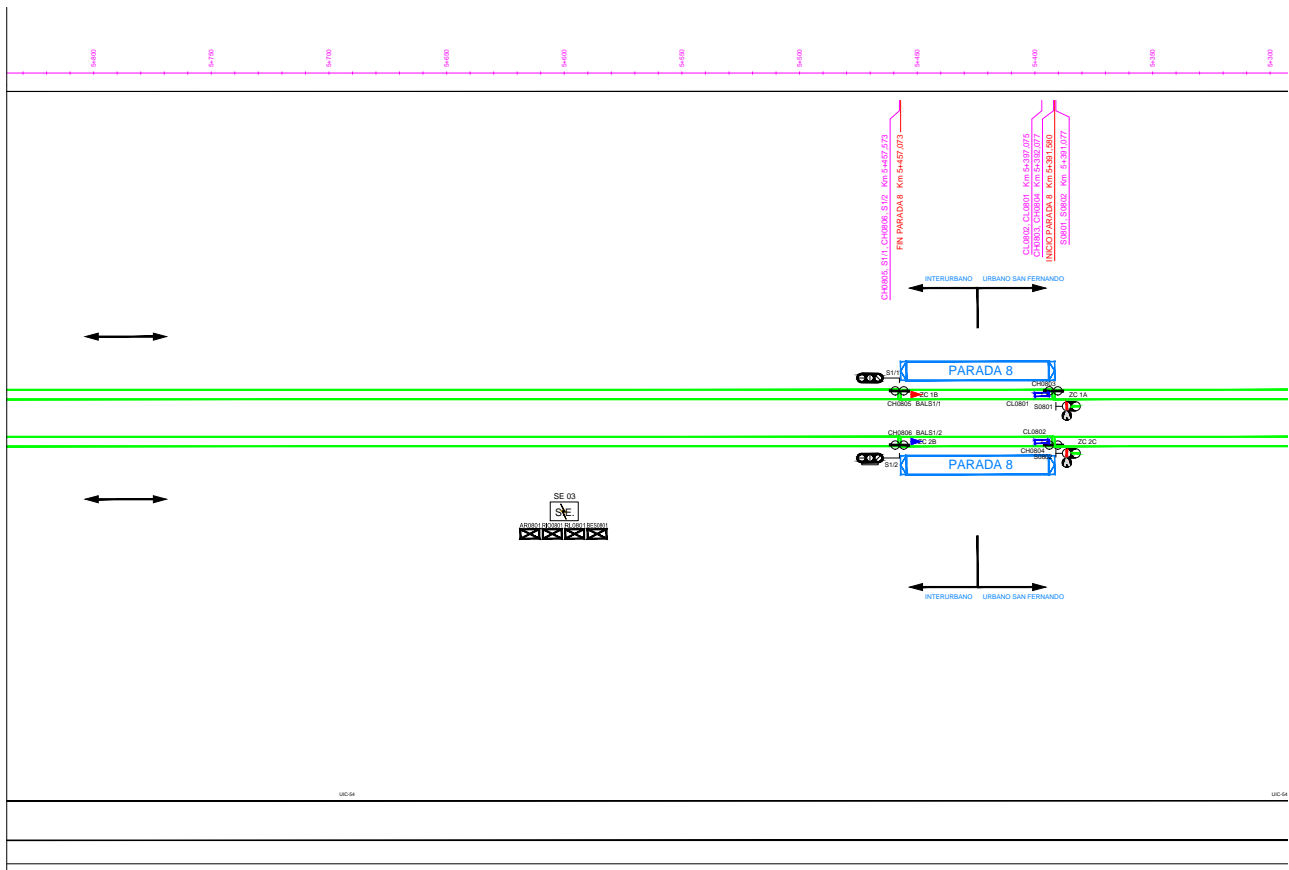 5+800
5+750
5+700
5+650
5+600
5+550
5+500
5+450
5+400
5+350
5+300
CH0805, S1/1, CH0806, S1/2 Km 5+457,573
FIN PARADA 8 Km 5+457,073
CL0802, CL0801 Km 5+397,075
CH0803, CH0804 Km 5+392,077
INICIO PARADA 8 Km 5+391,580
S0801, S0802 Km 5+391,077
INTERURBANO URBANO SAN FERNANDO
S1/1
PARADA 8
CH0803
ZC 1B
ZC 1A
CH0805 BALS1/1
CL0801
S0801
CH0806 BALS1/2
CL0802
ZC 2B
ZC 2C
CH0804
S0802
S1/2
PARADA 8
SE 03
S.E.
AR0801 RIO0801 RL0801 BES0801
INTERURBANO URBANO SAN FERNANDO
UIC-54
UIC-54